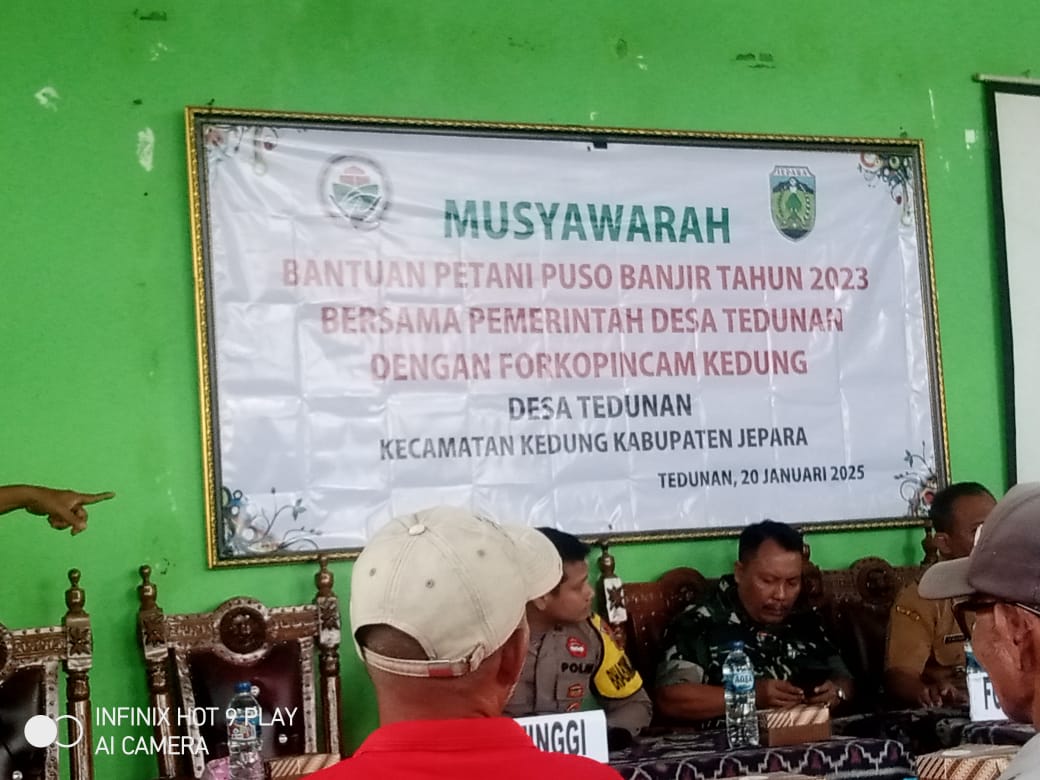 JEPARA
MUSYAWARAH
BANTUAN PETANI PUSO BANJIR TAHUN 2023
BERSAMA PEMERINTAH DESA TEDUNAN
DENGAN FORKOPINCAM KEDUNG
DESA TEDUNAN
KECAMATAN KEDUNG KABUPATEN JEPARA
TEDUNAN, 20 JANUARI 2025
INFINIX HOT 9 PLAY
AI CAMERA